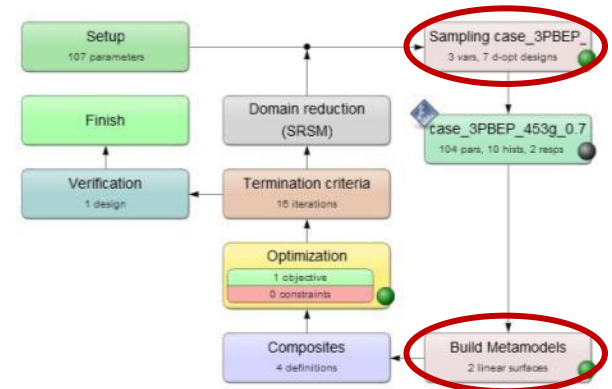 Setup
107 parameters
Sampling case_3PBEP_
3 vars, 7 d-opt designs
Finish
Domain reduction
(SRSM)
case_3PBEP_453g_0.7
104 pars, 10 hists, 2 resps
Verification
1 design
Termination criteria
16 iterations
Optimization
1 objective
0 constraints
Composites
4 definitions
Build Metamodels
2 linear surfaces